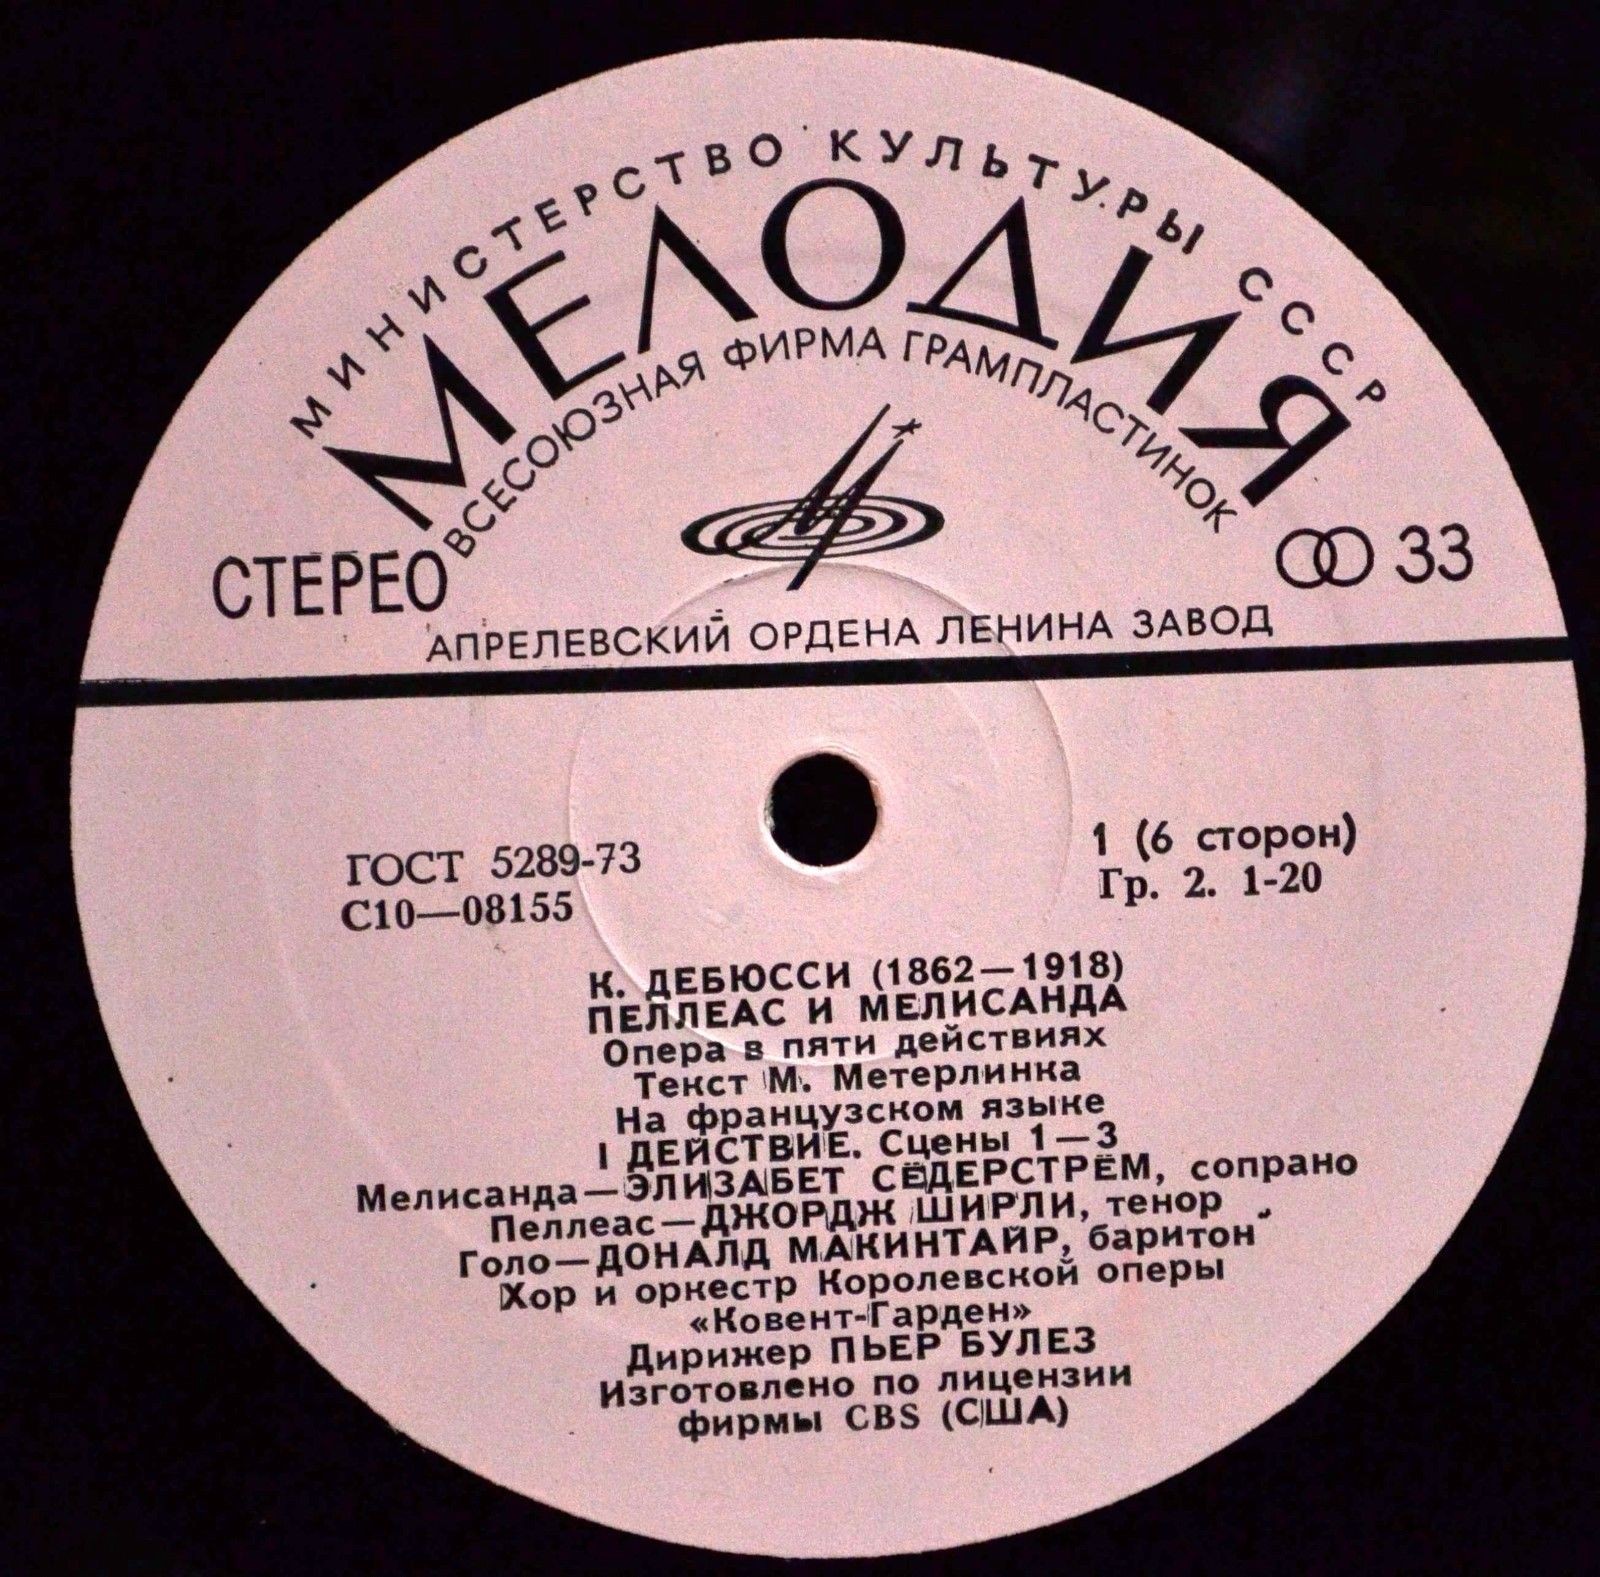 МИНИСТЕРСТВО КУЛЬТУРЫ СССР
МЕЛОДИЯ
ВСЕСОЮЗНАЯ ФИРМА ГРАМПЛАСТИНОК
СТЕРЕО
33
АПРЕЛЕВСКИЙ ОРДЕНА ЛЕНИНА ЗАВОД
ГОСТ 5289-73
С10—08155
1 (6 сторон)
Гр. 2. 1-20
К. ДЕБЮССИ (1862—1918)
ПЕЛЛЕАС И МЕЛИСАНДА
Опера в пяти действиях
Текст М. Метерлинка
На французском языке
I ДЕЙСТВИЕ. Сцены 1—3
Мелисанда—ЭЛИЗАБЕТ СЁДЕРСТРЁМ, сопрано
Пеллеас—ДЖОРДЖ ШИРЛИ, тенор
Голо—ДОНАЛД МАКИНТАЙР, баритон
Хор и оркестр Королевской оперы
«Ковент-Гарден»
Дирижер ПЬЕР БУЛЕЗ
Изготовлено по лицензии
фирмы CBS (США)